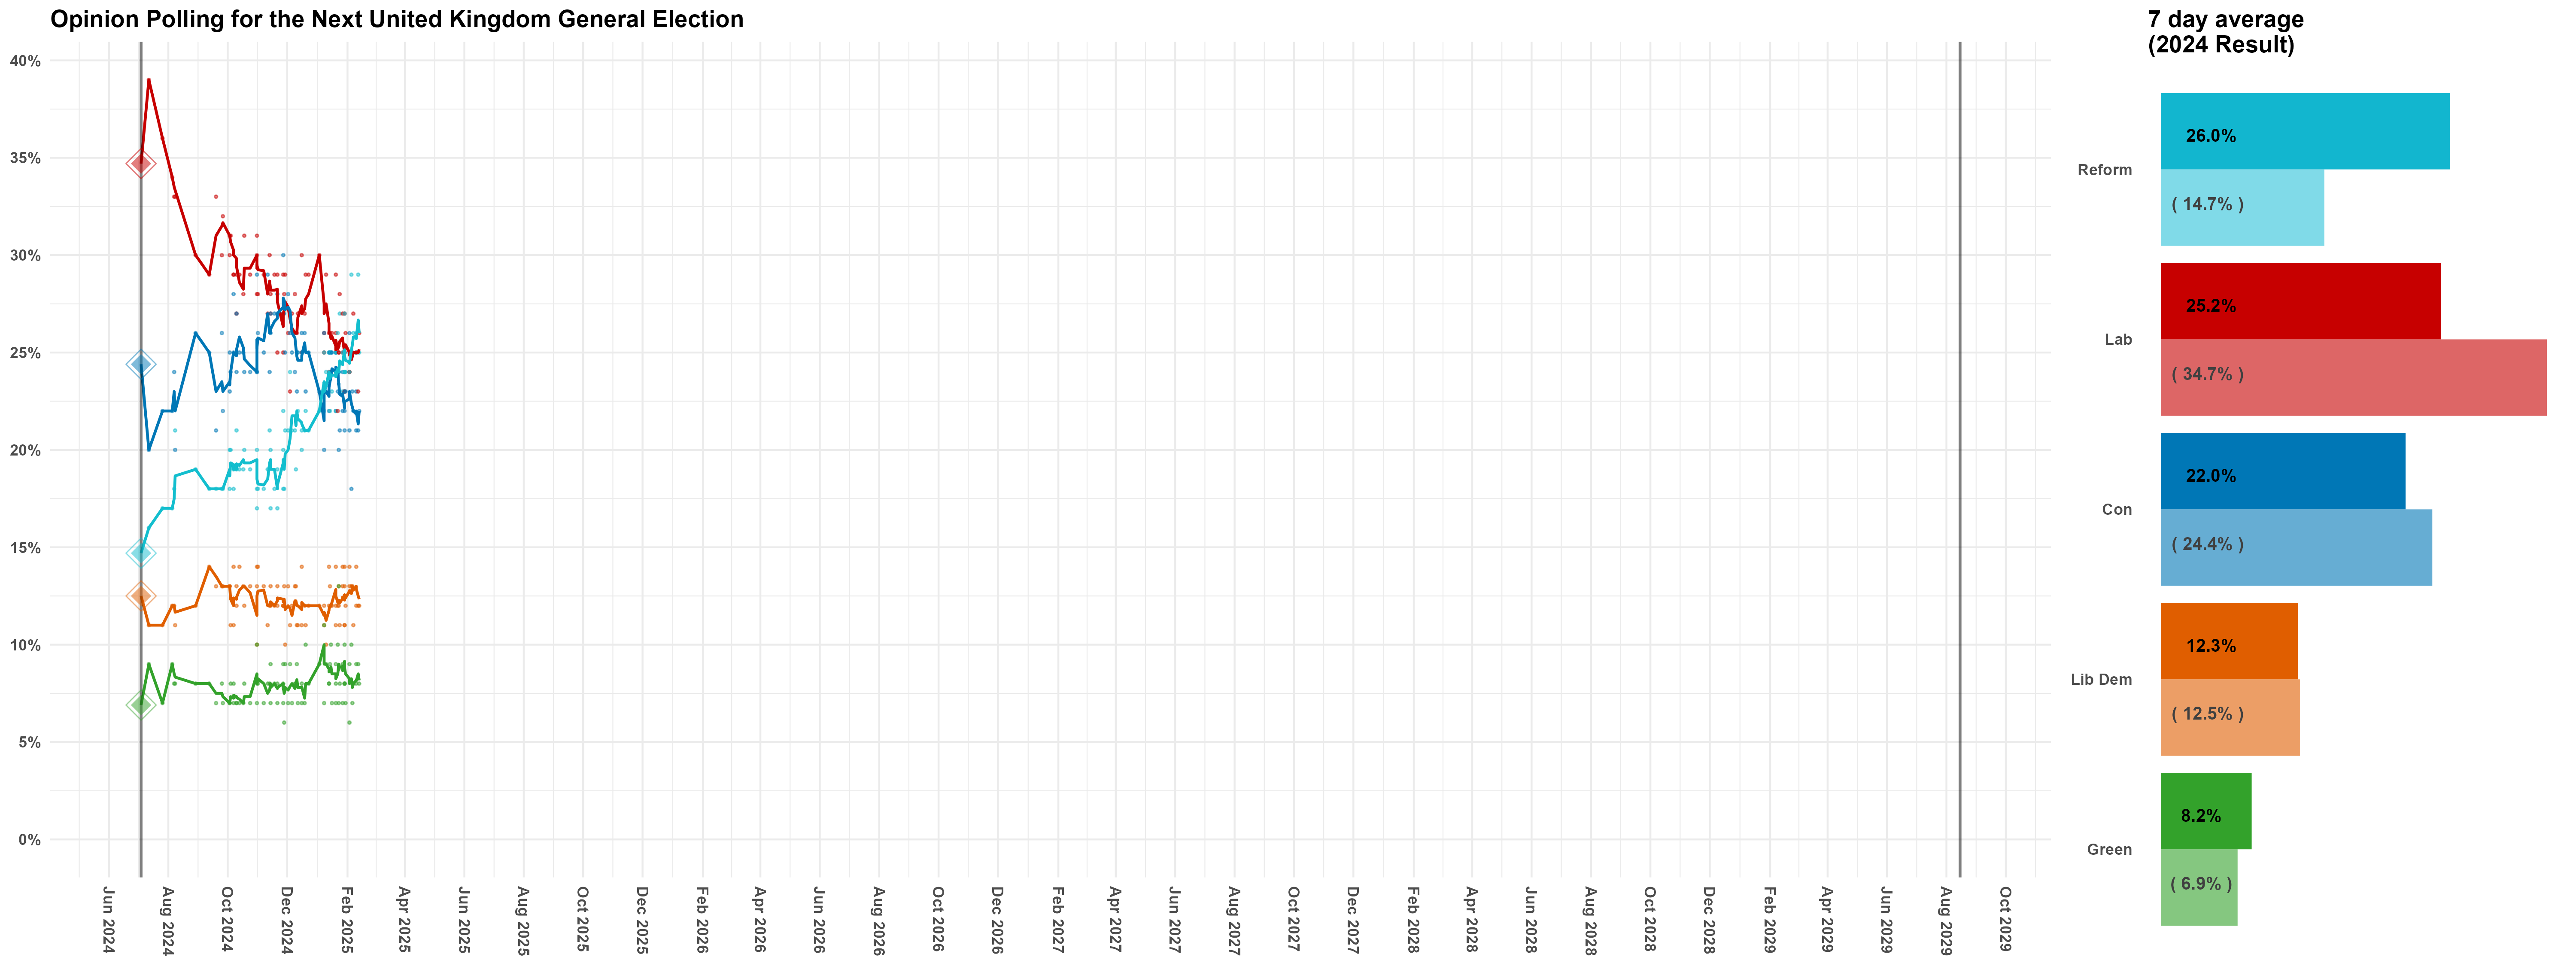 Opinion Polling for the Next United Kingdom General Election
40%
35%
30%
25%
20%
15%
10%
5%
0%
Jun 2024
Aug 2024
Oct 2024
Dec 2024
Feb 2025
Apr 2025
Jun 2025
Aug 2025
Oct 2025
Dec 2025
Feb 2026
Apr 2026
Jun 2026
Aug 2026
Oct 2026
Dec 2026
Feb 2027
Apr 2027
Jun 2027
Aug 2027
Oct 2027
Dec 2027
Feb 2028
Apr 2028
Jun 2028
Aug 2028
Oct 2028
Dec 2028
Feb 2029
Apr 2029
Jun 2029
Aug 2029
Oct 2029
7 day average
(2024 Result)
Reform
26.0%
( 14.7% )
Lab
25.2%
( 34.7% )
Con
22.0%
( 24.4% )
Lib Dem
12.3%
( 12.5% )
Green
8.2%
( 6.9% )